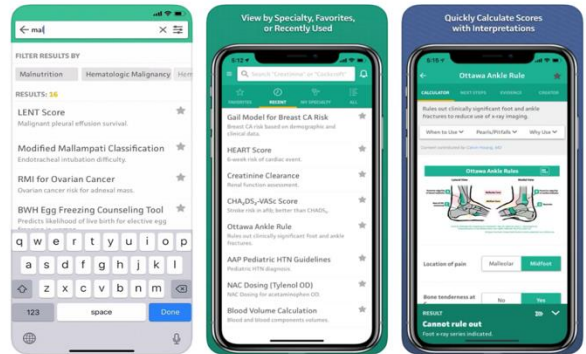 mal
FILTER RESULTS BY
Malnutrition
Hematologic Malignancy
Hem
RESULTS: 16
LENT Score
Malignant pleural effusion survival.
Modified Mallampati Classification
Endotracheal intubation difficulty.
RMI for Ovarian Cancer
Ovarian cancer risk for adnexal mass.
BWH Egg Freezing Counseling Tool
Predicts likelihood of live birth for elective egg
q w e r t y u i o p
a s d f g h j k l
z x c v b n m
123 space Done
View by Specialty, Favorites,
or Recently Used
Search "Creatinine" or "Cockcroft"
FAVORITES RECENT MY SPECIALTY ALL
Gail Model for Breast CA Risk
Breast CA risk based on demographic and
clinical data.
HEART Score
6-week risk of cardiac event.
Creatinine Clearance
Renal function assessment.
CHA₂DS₂-VASc Score
Stroke risk in afib; better than CHADS₂.
Ottawa Ankle Rule
Rules out clinically significant foot and ankle
fractures.
AAP Pediatric HTN Guidelines
Pediatric HTN diagnosis.
NAC Dosing (Tylenol OD)
NAC Dosing for acetaminophen OD
Blood Volume Calculation
Blood and blood components volumes.
Quickly Calculate Scores
with Interpretations
Ottawa Ankle Rule
CALCULATOR NEXT STEPS EVIDENCE CREATOR
Rules out clinically significant foot and ankle
fractures to reduce use of x-ray imaging.
When to Use
Pearls/Pitfalls
Why Use
Ottawa Ankle Rules
Location of pain
Malleolar
Midfoot
Bone tenderness at
No
Yes
RESULT
Cannot rule out
Foot x-ray series indicated.